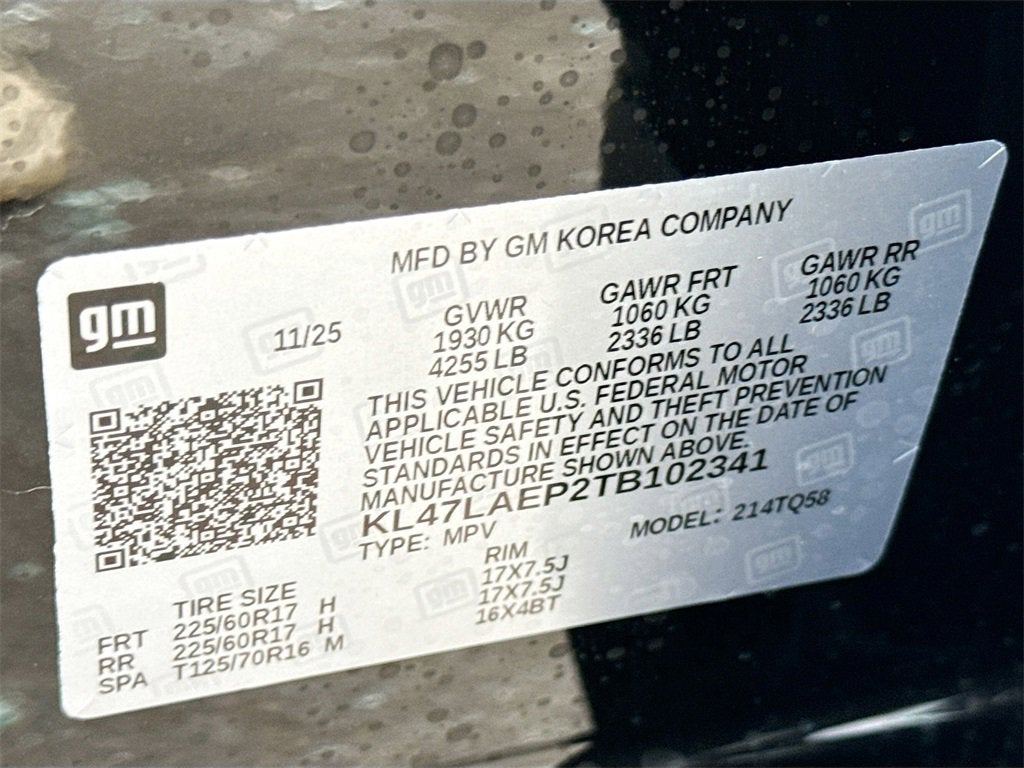 MFD BY GM KOREA COMPANY
gm
11/25
GVWR
1930 KG
4255 LB
GAWR FRT
1060 KG
2336 LB
GAWR RR
1060 KG
2336 LB
THIS VEHICLE CONFORMS TO ALL
APPLICABLE U.S. FEDERAL MOTOR
VEHICLE SAFETY AND THEFT PREVENTION
STANDARDS IN EFFECT ON THE DATE OF
MANUFACTURE SHOWN ABOVE.
KL47LAEP2TB102341
TYPE: MPV
MODEL: 214TQ58
TIRE SIZE RIM
FRT 225/60R17 H 17X7.5J
RR 225/60R17 H 17X7.5J
SPA T125/70R16 M 16X4BT